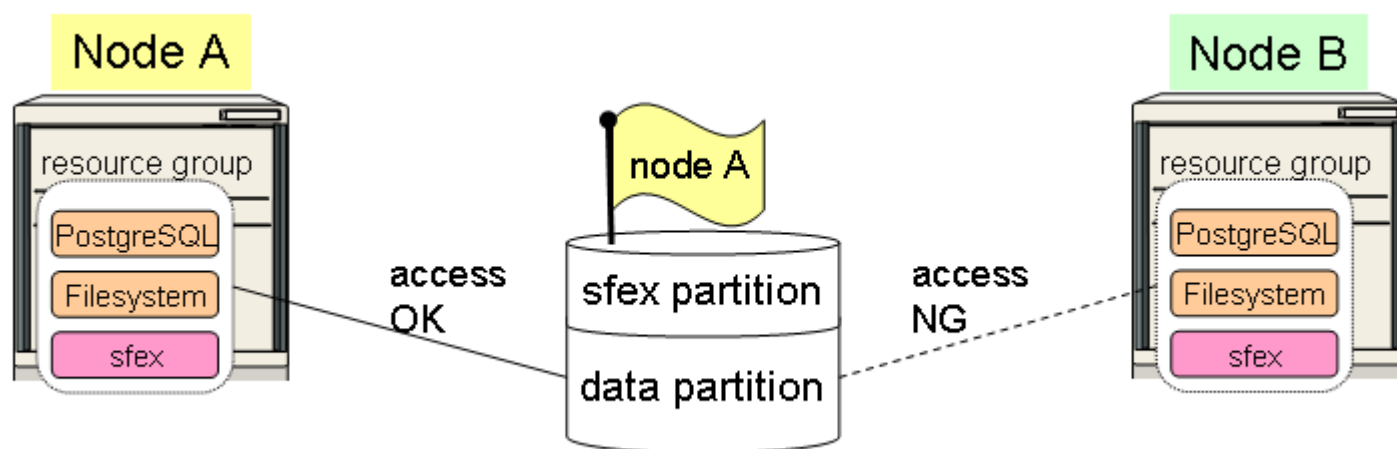 Node A
resource group
PostgreSQL
Filesystem
sfex
access
OK
node A
sfex partition
data partition
access
NG
Node B
resource group
PostgreSQL
Filesystem
sfex